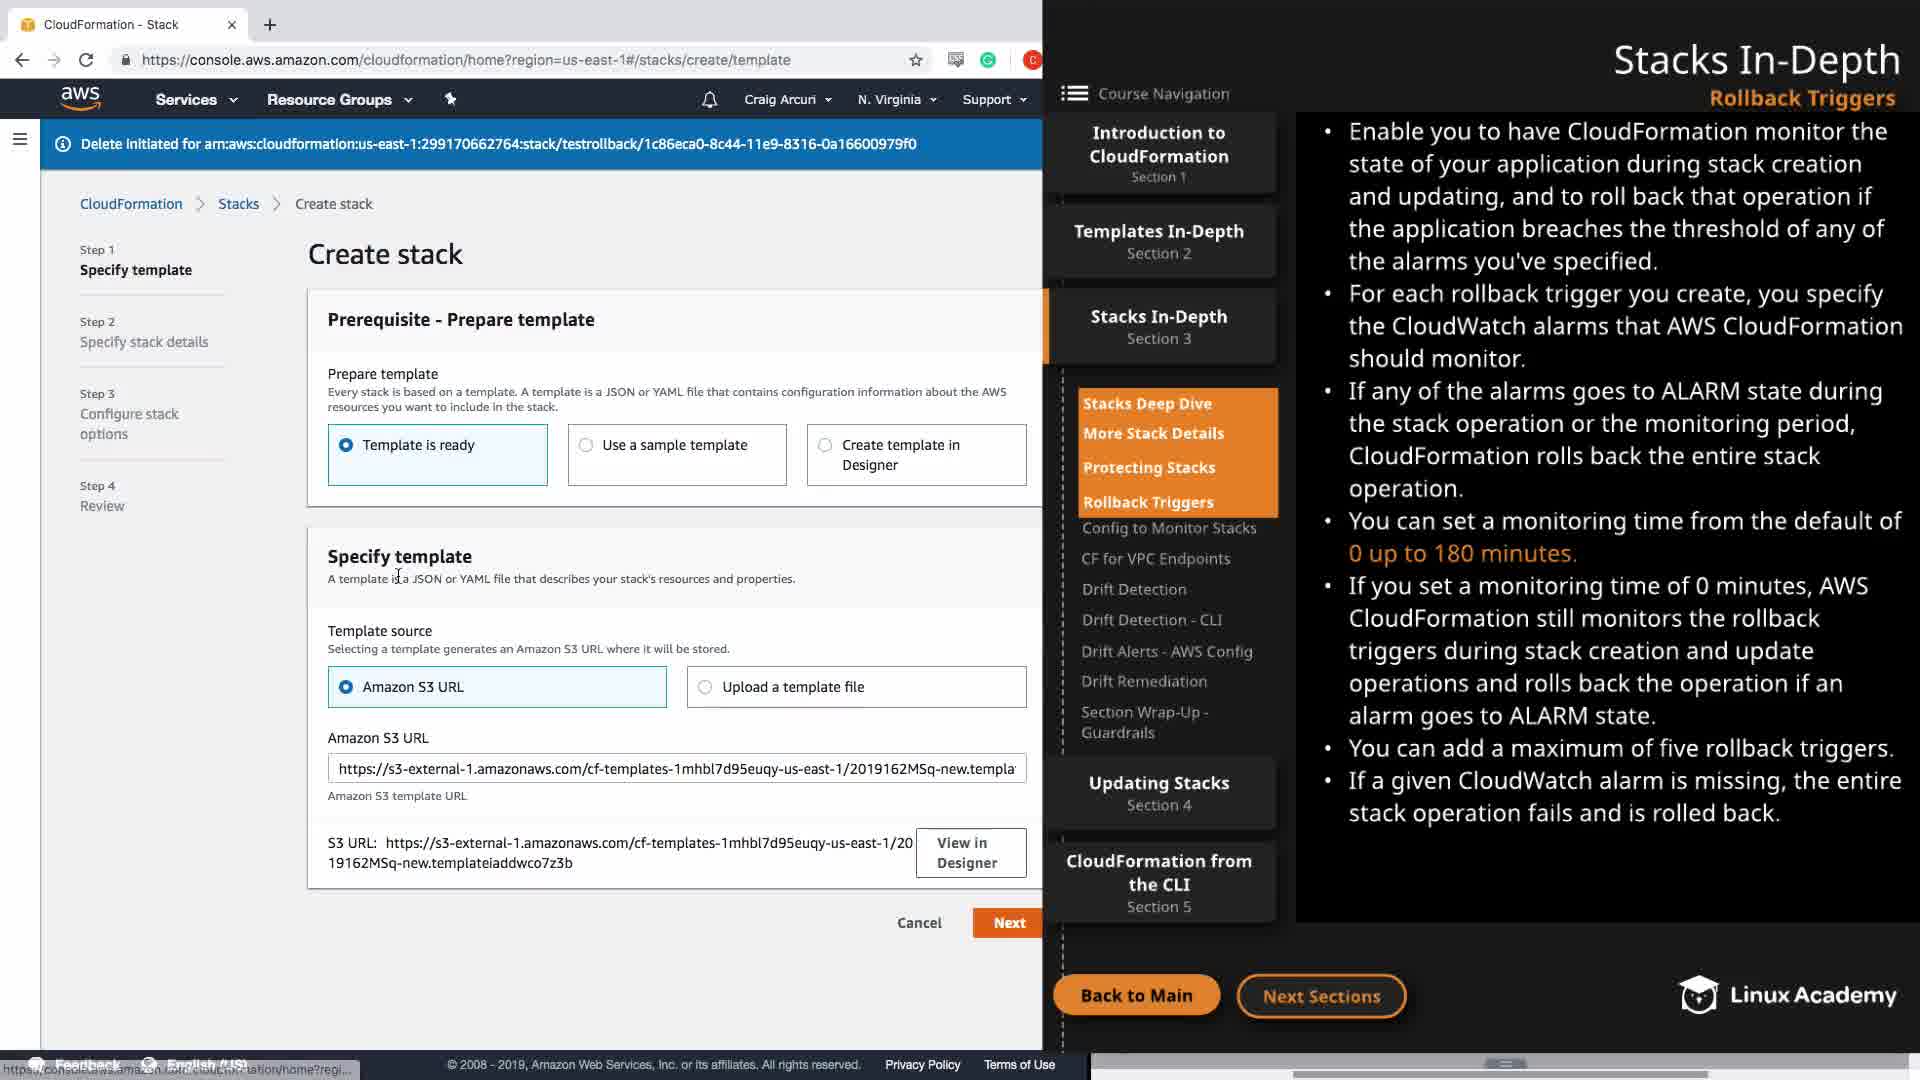 CloudFormation - Stack
https://console.aws.amazon.com/cloudformation/home?region=us-east-1#/stacks/create/template
aws
Services
Resource Groups
Craig Arcuri
N. Virginia
Support
Delete initiated for arn:aws:cloudformation:us-east-1:299170662764:stack/testrollback/1c86eca0-8c44-11e9-8316-0a16600979f0
CloudFormation
Stacks
Create stack
Step 1
Specify template
Step 2
Specify stack details
Step 3
Configure stack
options
Step 4
Review
Create stack
Prerequisite - Prepare template
Prepare template
Every stack is based on a template. A template is a JSON or YAML file that contains configuration information about the AWS
resources you want to include in the stack.
Template is ready
Use a sample template
Create template in
Designer
Specify template
A template is a JSON or YAML file that describes your stack's resources and properties.
Template source
Selecting a template generates an Amazon S3 URL where it will be stored.
Amazon S3 URL
Upload a template file
Amazon S3 URL
https://s3-external-1.amazonaws.com/cf-templates-1mhbl7d95euqy-us-east-1/2019162MSq-new.templa
Amazon S3 template URL
S3 URL: https://s3-external-1.amazonaws.com/cf-templates-1mhbl7d95euqy-us-east-1/20
19162MSq-new.templateiaddwco7z3b
View in
Designer
Cancel
Next
Feedback
English (US)
© 2008 - 2019, Amazon Web Services, Inc. or its affiliates. All rights reserved.
Privacy Policy
Terms of Use
C
Stacks In-Depth
Rollback Triggers
Course Navigation
Introduction to
CloudFormation
Section 1
Templates In-Depth
Section 2
Stacks In-Depth
Section 3
Stacks Deep Dive
More Stack Details
Protecting Stacks
Rollback Triggers
Config to Monitor Stacks
CF for VPC Endpoints
Drift Detection
Drift Detection - CLI
Drift Alerts - AWS Config
Drift Remediation
Section Wrap-Up -
Guardrails
Updating Stacks
Section 4
CloudFormation from
the CLI
Section 5
• Enable you to have CloudFormation monitor the
state of your application during stack creation
and updating, and to roll back that operation if
the application breaches the threshold of any of
the alarms you've specified.
• For each rollback trigger you create, you specify
the CloudWatch alarms that AWS CloudFormation
should monitor.
• If any of the alarms goes to ALARM state during
the stack operation or the monitoring period,
CloudFormation rolls back the entire stack
operation.
• You can set a monitoring time from the default of
0 up to 180 minutes.
• If you set a monitoring time of 0 minutes, AWS
CloudFormation still monitors the rollback
triggers during stack creation and update
operations and rolls back the operation if an
alarm goes to ALARM state.
• You can add a maximum of five rollback triggers.
• If a given CloudWatch alarm is missing, the entire
stack operation fails and is rolled back.
Back to Main
Next Sections
Linux Academy